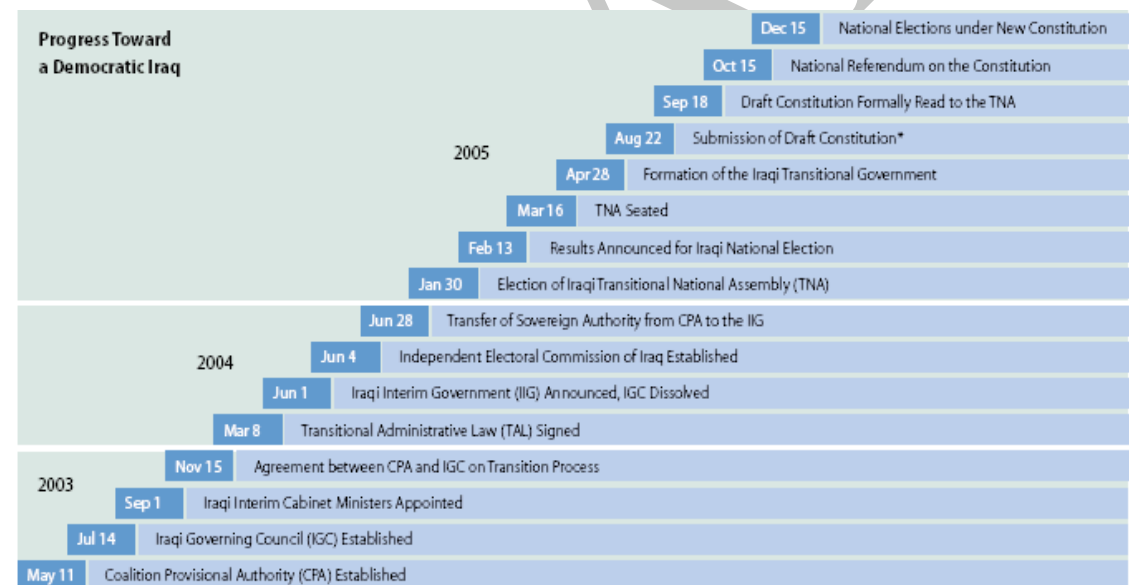 Progress Toward
a Democratic Iraq
Dec 15 National Elections under New Constitution
Oct 15 National Referendum on the Constitution
Sep 18 Draft Constitution Formally Read to the TNA
Aug 22 Submission of Draft Constitution*
2005
Apr 28 Formation of the Iraqi Transitional Government
Mar 16 TNA Seated
Feb 13 Results Announced for Iraqi National Election
Jan 30 Election of Iraqi Transitional National Assembly (TNA)
Jun 28 Transfer of Sovereign Authority from CPA to the IIG
2004
Jun 4 Independent Electoral Commission of Iraq Established
Jun 1 Iraqi Interim Government (IIG) Announced, IGC Dissolved
Mar 8 Transitional Administrative Law (TAL) Signed
Nov 15 Agreement between CPA and IGC on Transition Process
2003
Sep 1 Iraqi Interim Cabinet Ministers Appointed
Jul 14 Iraqi Governing Council (IGC) Established
May 11 Coalition Provisional Authority (CPA) Established